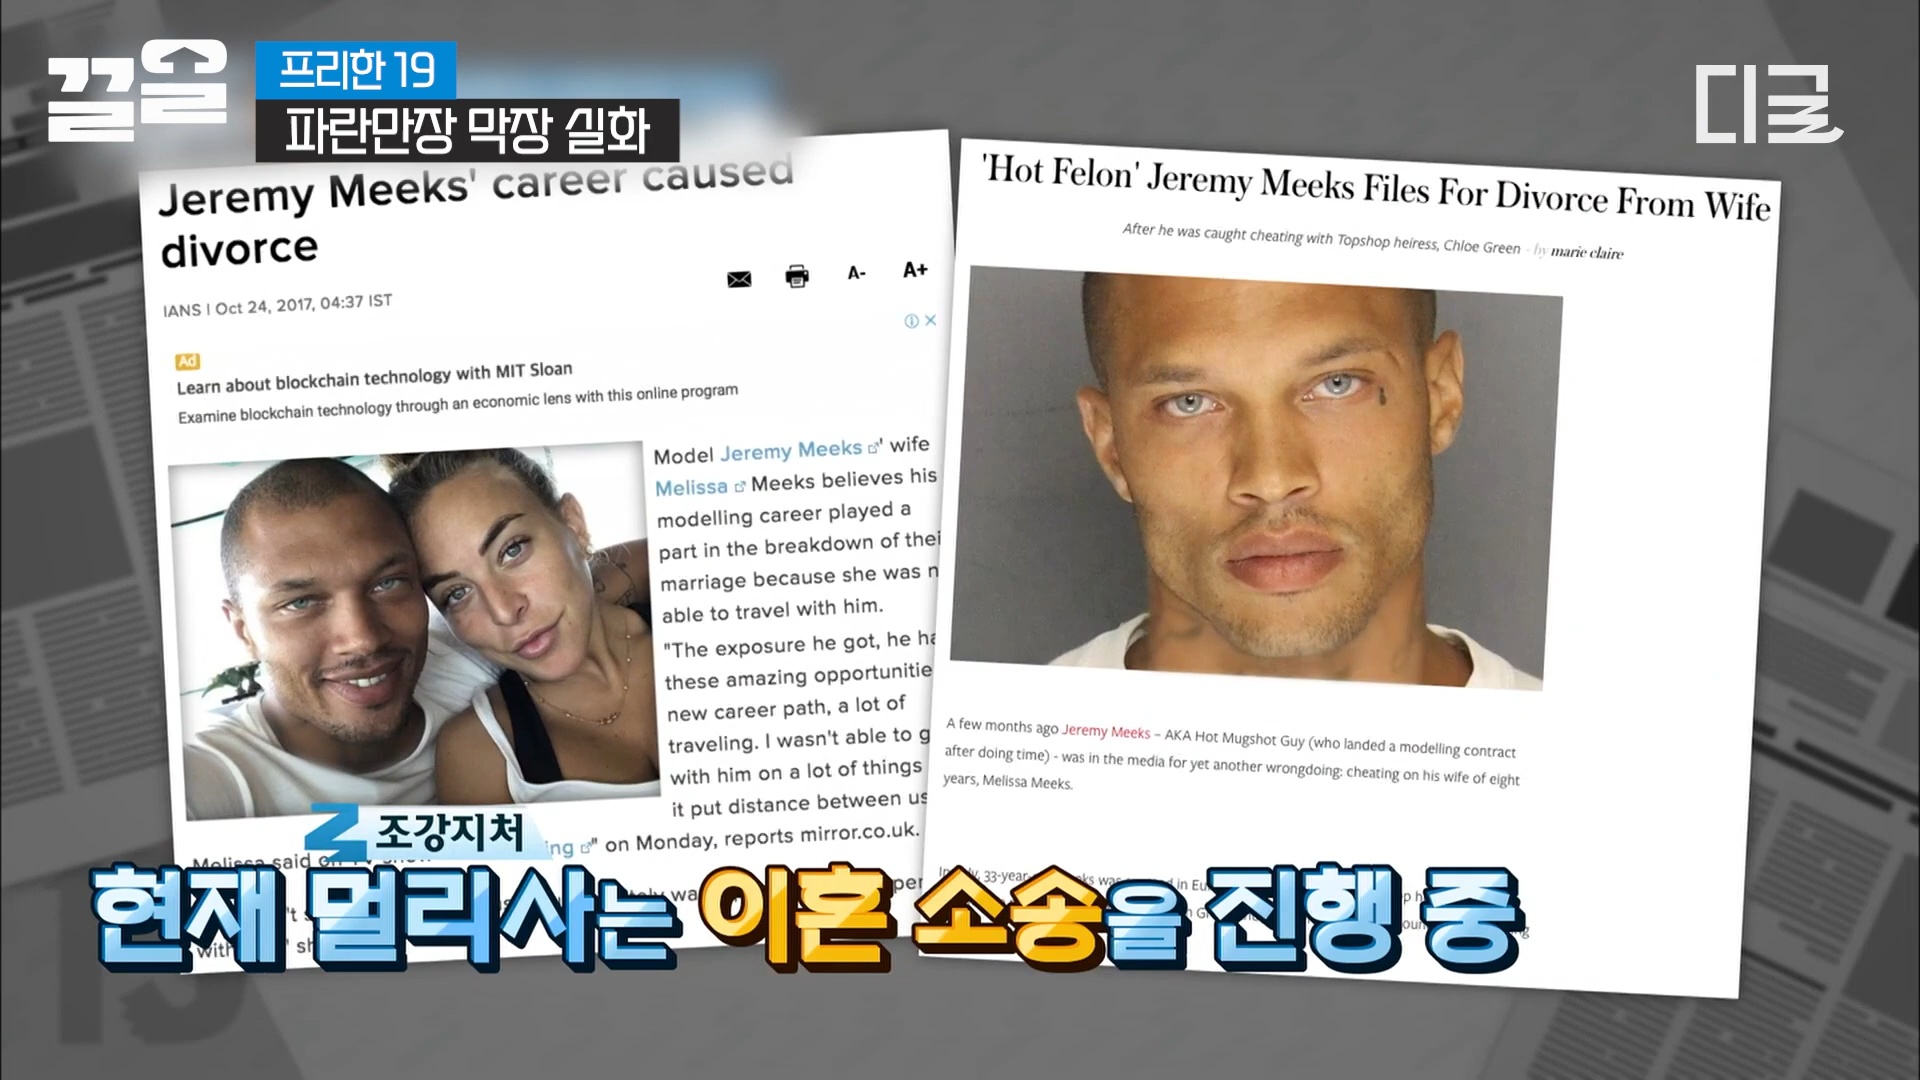 끌올
프리한 19
파란만장 막장 실화
디글
Jeremy Meeks' career caused
divorce
IANS | Oct 24, 2017, 04:37 IST
A- A+
Ad
Learn about blockchain technology with MIT Sloan
Examine blockchain technology through an economic lens with this online program
Model Jeremy Meeks' wife
Melissa Meeks believes his
modelling career played a
part in the breakdown of thei
marriage because she was n
able to travel with him.
"The exposure he got, he ha
these amazing opportunitie
new career path, a lot of
traveling. I wasn't able to g
with him on a lot of things
it put distance between us
ing" on Monday, reports mirror.co.uk.
Melissa said
'Hot Felon' Jeremy Meeks Files For Divorce From Wife
After he was caught cheating with Topshop heiress, Chloe Green - by marie claire
A few months ago Jeremy Meeks – AKA Hot Mugshot Guy (who landed a modelling contract
after doing time) - was in the media for yet another wrongdoing: cheating on his wife of eight
years, Melissa Meeks.
33-year-
조강지처
현재 멀리사는 이혼 소송을 진행 중